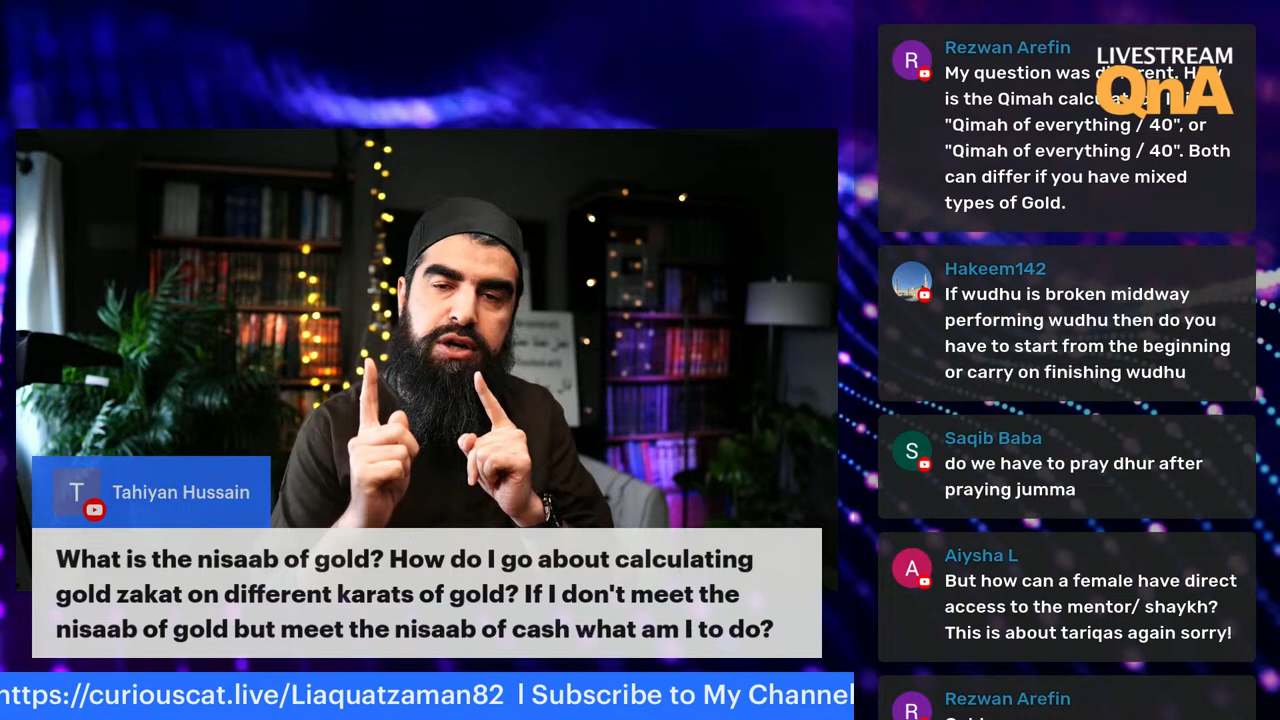 LIVESTREAM
QnA
R
Rezwan Arefin
My question was
is the Qimah
"Qimah of everything / 40", or
"Qimah of everything / 40". Both
can differ if you have mixed
types of Gold.
Hakeem142
If wudhu is broken middway
performing wudhu then do you
have to start from the beginning
or carry on finishing wudhu
S
Saqib Baba
do we have to pray dhur after
praying jumma
A
Aiysha L
But how can a female have direct
access to the mentor/ shaykh?
This is about tariqas again sorry!
R
Rezwan Arefin
T
Tahiyan Hussain
What is the nisaab of gold? How do I go about calculating
gold zakat on different karats of gold? If I don't meet the
nisaab of gold but meet the nisaab of cash what am I to do?
https://curiouscat.live/Liaquatzaman82 | Subscribe to My Channel